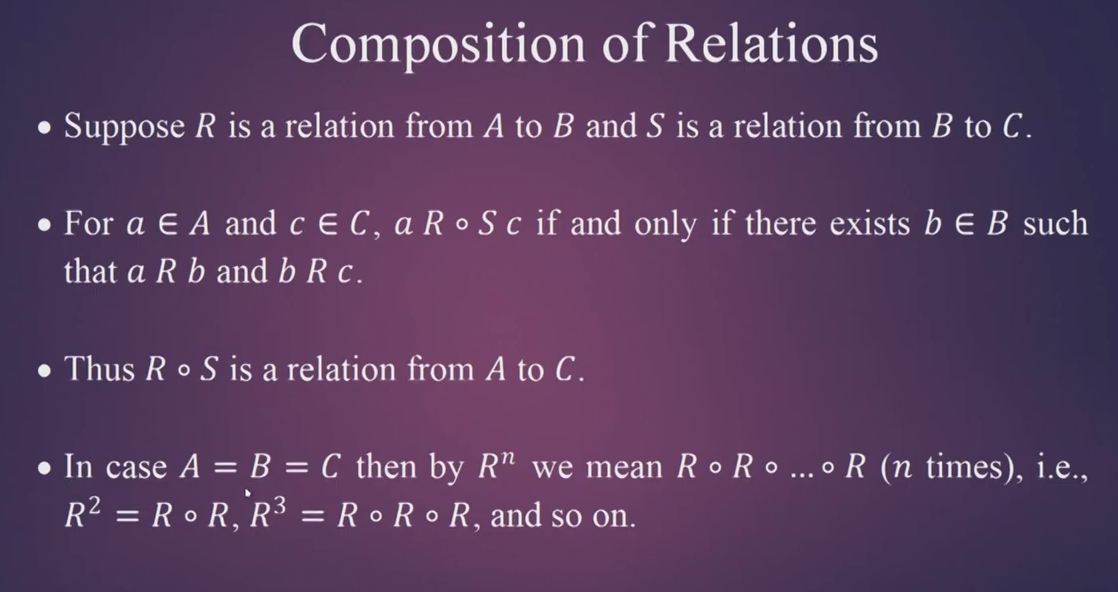 Composition of Relations
• Suppose R is a relation from A to B and S is a relation from B to C.
• For a ∈ A and c ∈ C, a R ∘ S c if and only if there exists b ∈ B such
that a R b and b R c.
• Thus R ∘ S is a relation from A to C.
• In case A = B = C then by Rⁿ we mean R ∘ R ∘ … ∘ R (n times), i.e.,
R² = R ∘ R, R³ = R ∘ R ∘ R, and so on.